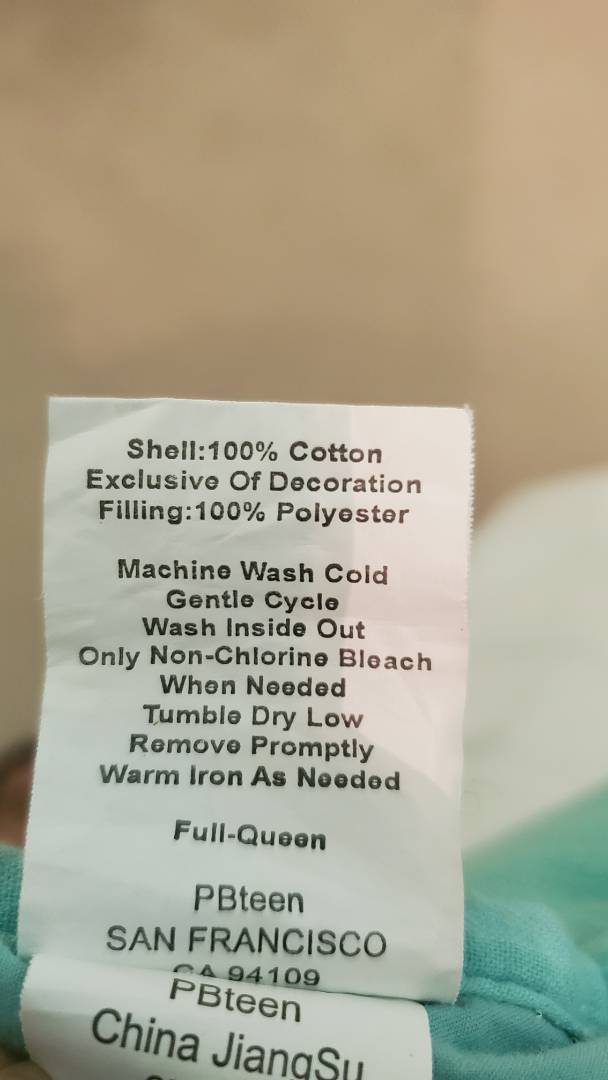 Shell:100% Cotton
Exclusive Of Decoration
Filling:100% Polyester
Machine Wash Cold
Gentle Cycle
Wash Inside Out
Only Non-Chlorine Bleach
When Needed
Tumble Dry Low
Remove Promptly
Warm Iron As Needed
Full-Queen
PBteen
SAN FRANCISCO
CA 94109
PBteen
China JiangSu